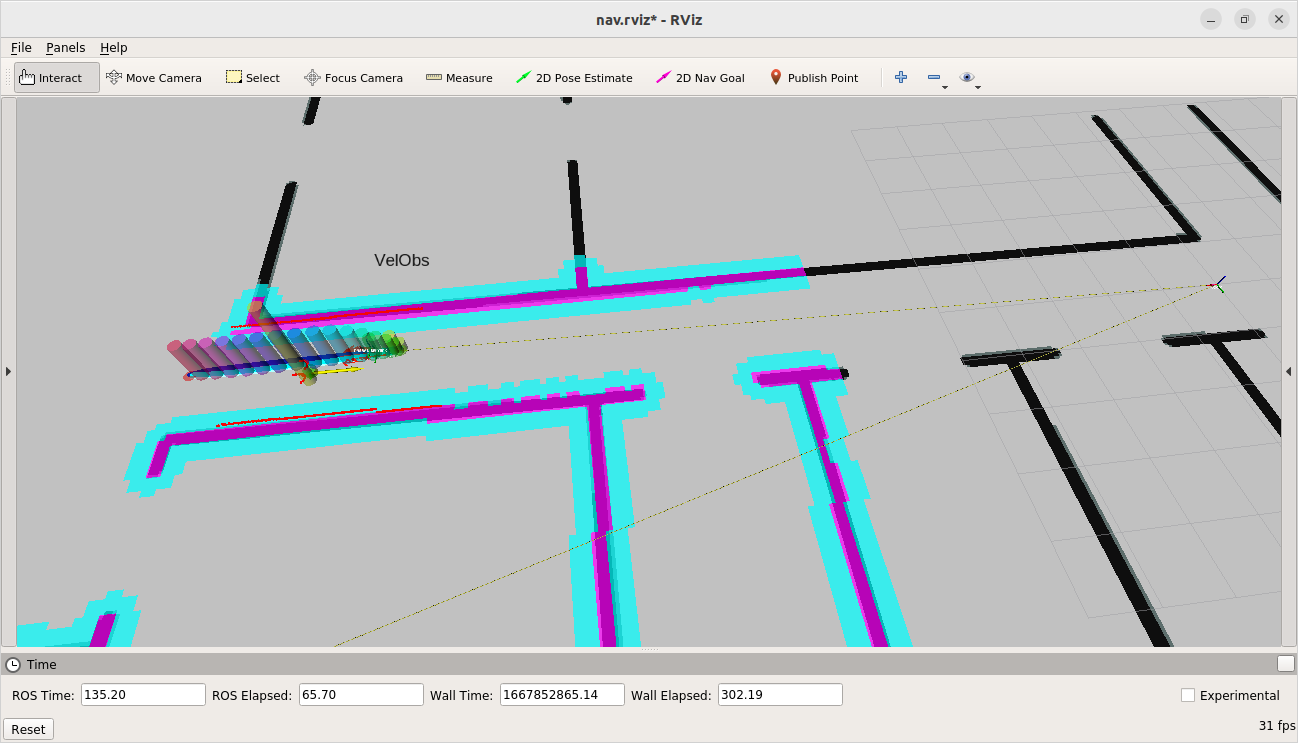 nav.rviz* - RViz
File Panels Help
Interact Move Camera Select Focus Camera Measure 2D Pose Estimate 2D Nav Goal Publish Point
VelObs
Time
ROS Time: 135.20 ROS Elapsed: 65.70 Wall Time: 1667852865.14 Wall Elapsed: 302.19 Experimental
Reset 31 fps